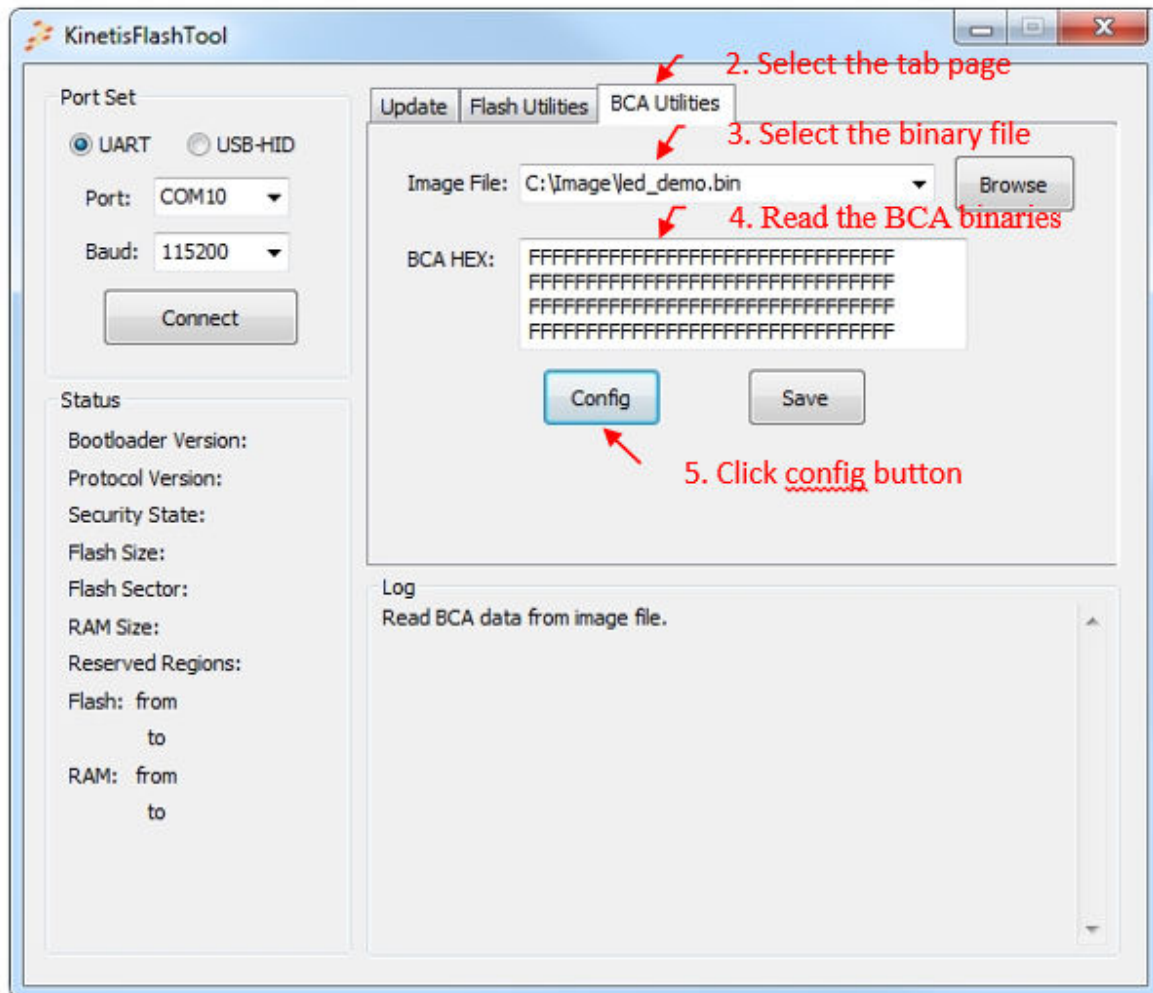 KinetisFlashTool
2. Select the tab page
Port Set
UART USB-HID
Port: COM10
Baud: 115200
Connect
Update Flash Utilities BCA Utilities
3. Select the binary file
Image File: C:\Image\led_demo.bin Browse
4. Read the BCA binaries
BCA HEX: FFFFFFFFFFFFFFFFFFFFFFFFFFFFFFFF
FFFFFFFFFFFFFFFFFFFFFFFFFFFFFFFF
FFFFFFFFFFFFFFFFFFFFFFFFFFFFFFFF
FFFFFFFFFFFFFFFFFFFFFFFFFFFFFFFF
Config Save
5. Click config button
Status
Bootloader Version:
Protocol Version:
Security State:
Flash Size:
Flash Sector:
RAM Size:
Reserved Regions:
Flash: from
to
RAM: from
to
Log
Read BCA data from image file.